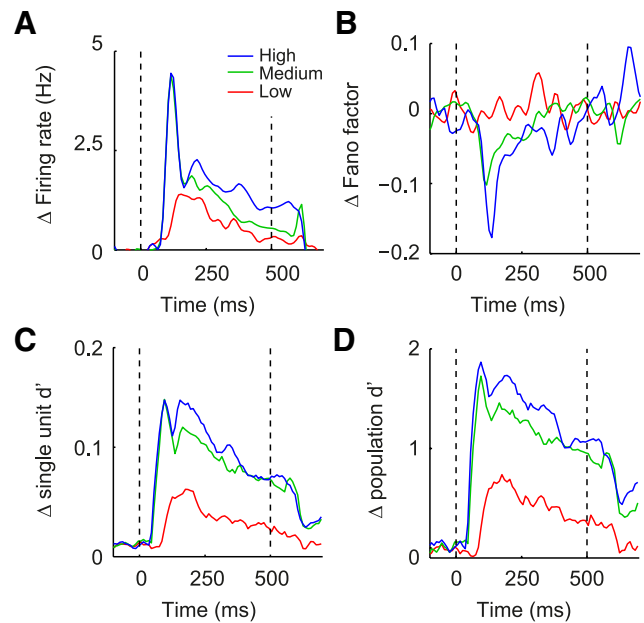 A
Δ Firing rate (Hz)
5
2.5
0
High
Medium
Low
0
250
500
Time (ms)
B
Δ Fano factor
0.1
0
−0.1
−0.2
0
250
500
Time (ms)
C
Δ single unit d’
0.2
0.1
0
0
250
500
Time (ms)
D
Δ population d’
2
1
0
0
250
500
Time (ms)